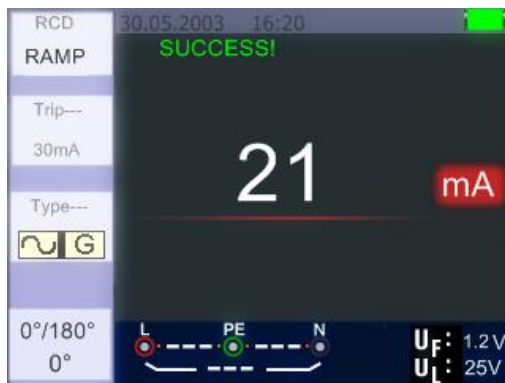 RCD 30.05.2003 16:20
RAMP SUCCESS!
Trip---
30mA
21 mA
Type---
G
0°/180°
0°
L PE N
UF: 1.2V
UL: 25V